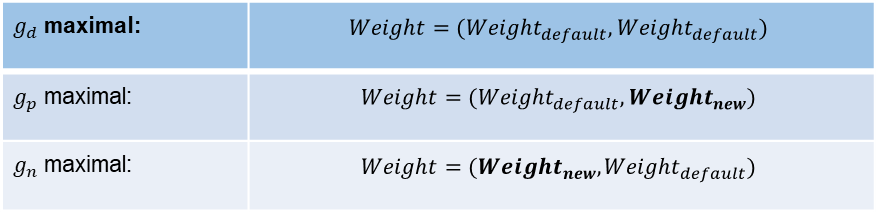 g_d maximal: Weight = (Weight_default, Weight_default)
g_p maximal: Weight = (Weight_default, Weight_new)
g_n maximal: Weight = (Weight_new, Weight_default)